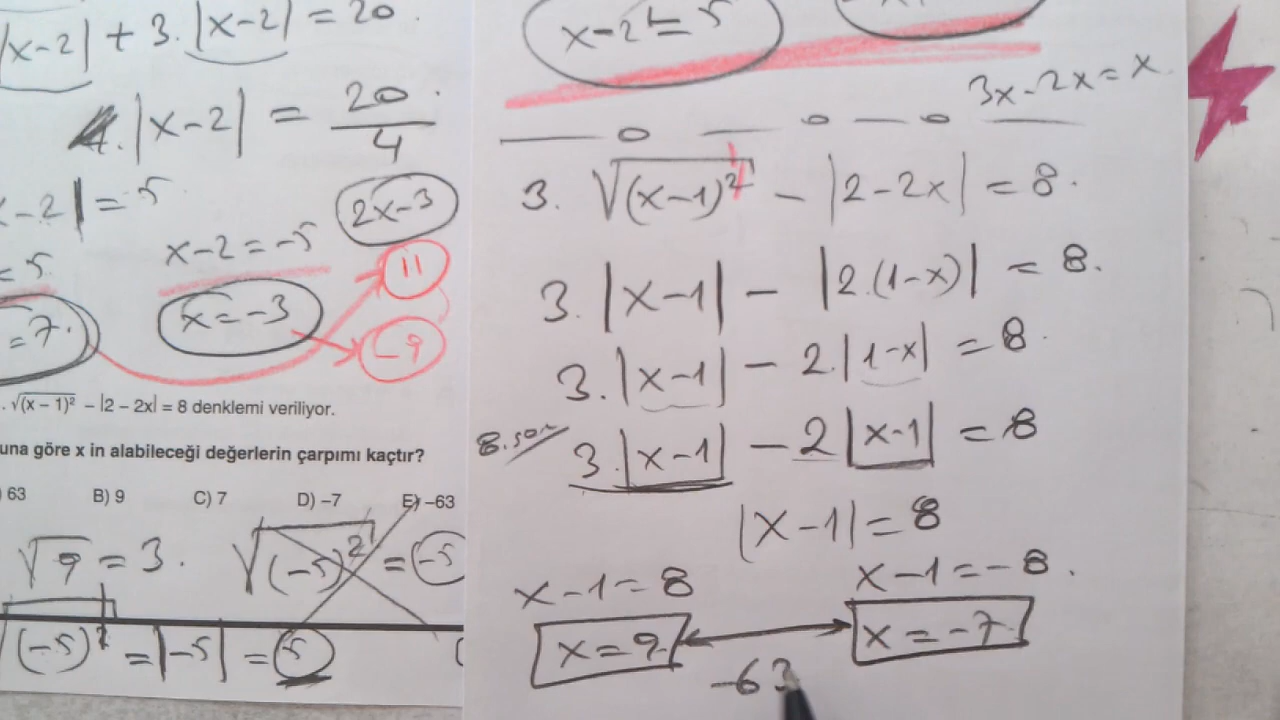 |x-2| + 3.|x-2| = 20
4.|x-2| = 20/4
x-2| = 5
x-2 = -5
2x-3
= 5
11
= 7.
x = -3
-9
. √(x – 1)² – |2 – 2x| = 8 denklemi veriliyor.
una göre x in alabileceği değerlerin çarpımı kaçtır?
63 B) 9 C) 7 D) –7 E) –63
√9 = 3. √(-5)² = -5
√(-5)² = |-5| = 5
x-2 = 5
3x-2x = x
3. √(x-1)² - |2-2x| = 8.
3. |x-1| - |2.(1-x)| = 8.
3. |x-1| - 2.|1-x| = 8.
8. son
3. |x-1| - 2 |x-1| = 8
|x-1| = 8
x-1 = 8 x-1 = -8.
x = 9 x = -7
-63